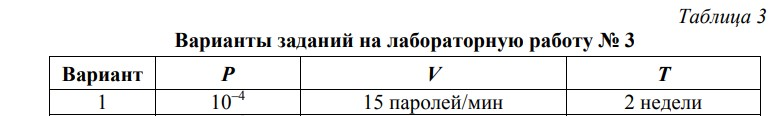 Таблица 3
Варианты заданий на лабораторную работу № 3
Вариант P V T
1 10⁻⁴ 15 паролей/мин 2 недели